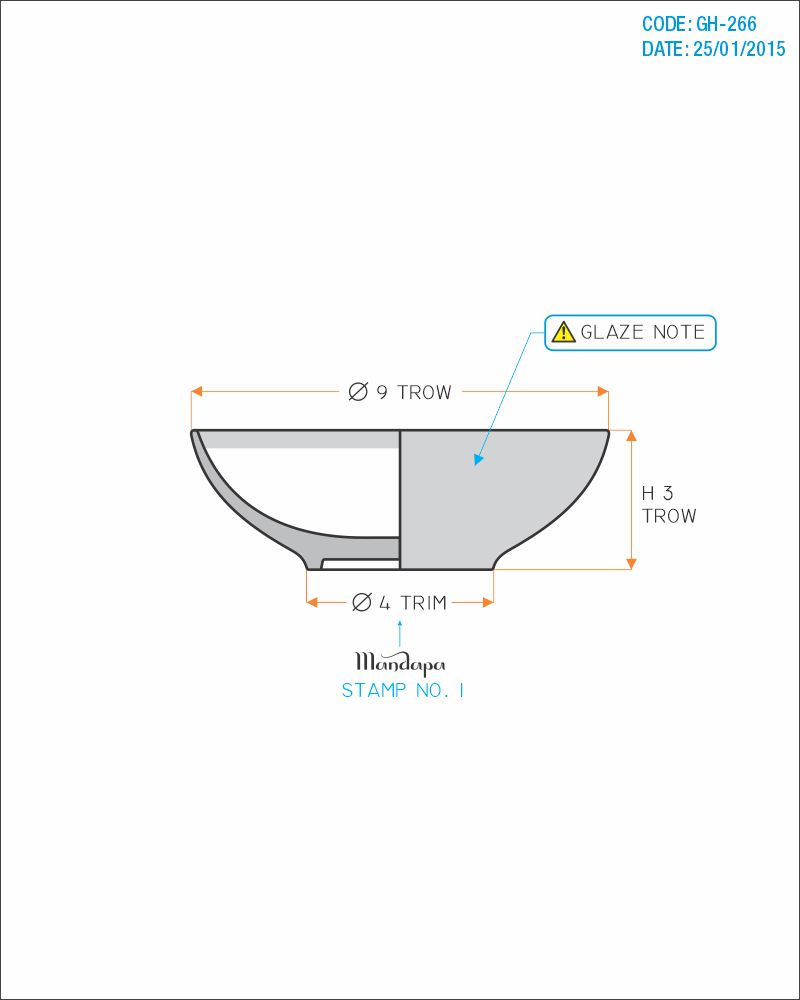 CODE: GH-266
DATE: 25/01/2015
GLAZE NOTE
Ø 9 TROW
H 3
TROW
Ø 4 TRIM
Mandapa
STAMP NO. 1